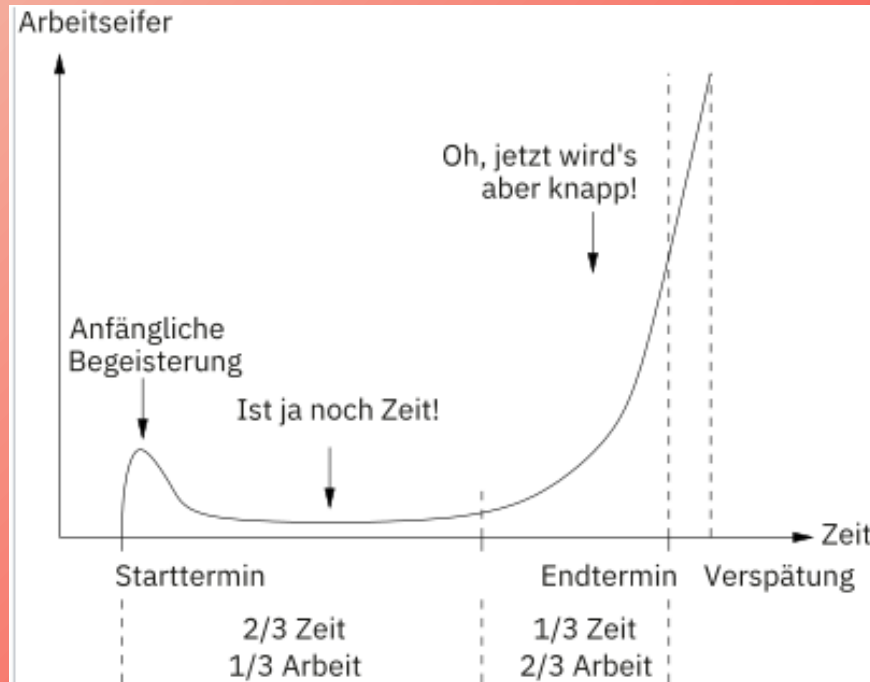 Arbeitseifer
Oh, jetzt wird's
aber knapp!
Anfängliche
Begeisterung
Ist ja noch Zeit!
Zeit
Starttermin
Endtermin
Verspätung
2/3 Zeit
1/3 Arbeit
1/3 Zeit
2/3 Arbeit